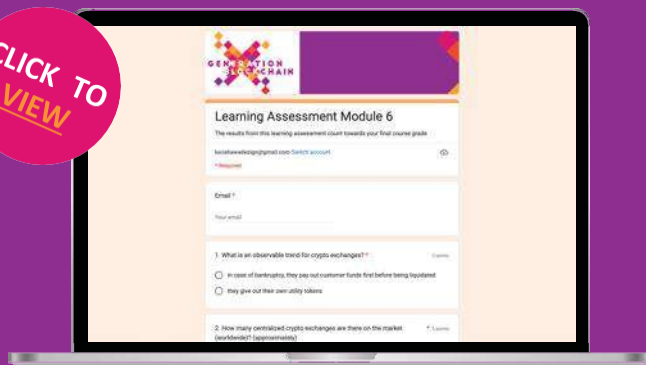 CLICK TO
VIEW
GENERATION
BLOCKCHAIN
Learning Assessment Module 6
The results from this learning assessment count towards your final course grade
Switch account
* Required
Email *
Your email
1. What is an observable trend for crypto exchanges? *
in case of bankruptcy, they pay out customer funds first before being liquidated
they give out their own utility tokens
2. How many centralized crypto exchanges are there on the market
(worldwide)? (approximately)
*